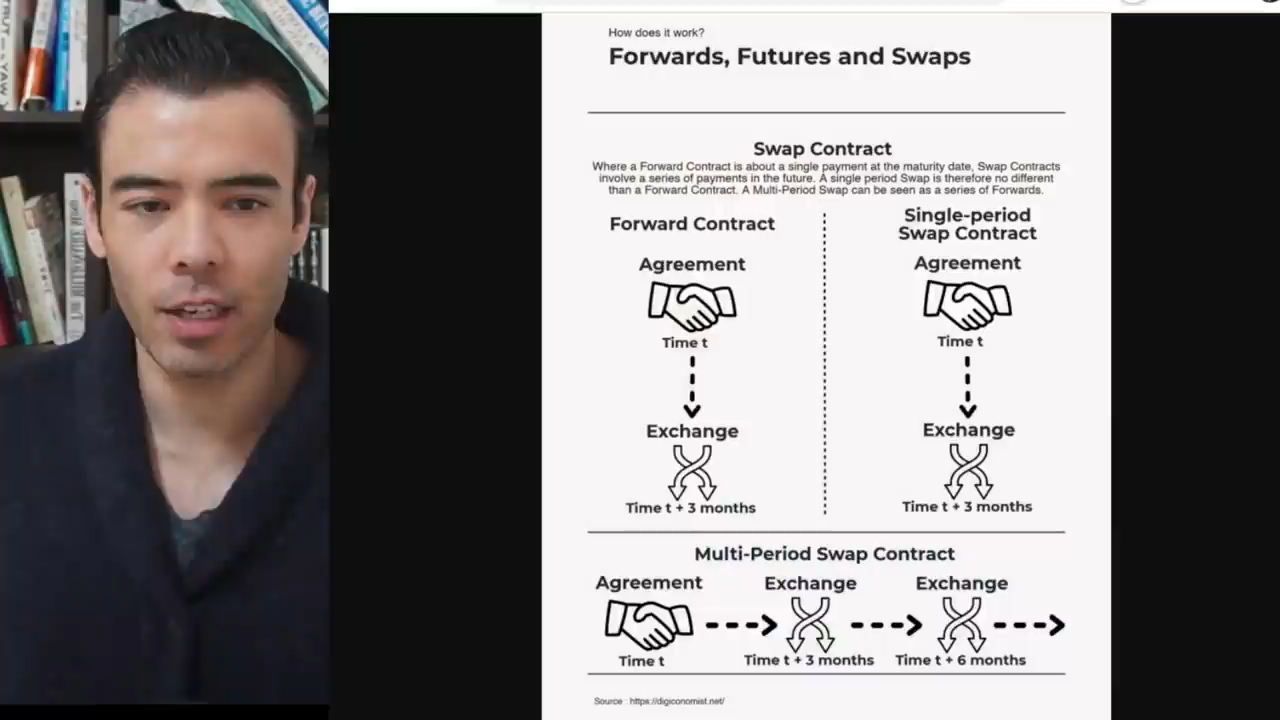 How does it work?
Forwards, Futures and Swaps
Swap Contract
Where a Forward Contract is about a single payment at the maturity date, Swap Contracts
involve a series of payments in the future. A single period Swap is therefore no different
than a Forward Contract. A Multi-Period Swap can be seen as a series of Forwards.
Forward Contract
Agreement
Time t
Exchange
Time t + 3 months
Single-period
Swap Contract
Agreement
Time t
Exchange
Time t + 3 months
Multi-Period Swap Contract
Agreement
Exchange
Exchange
Time t
Time t + 3 months
Time t + 6 months
Source : https://digiconomist.net/